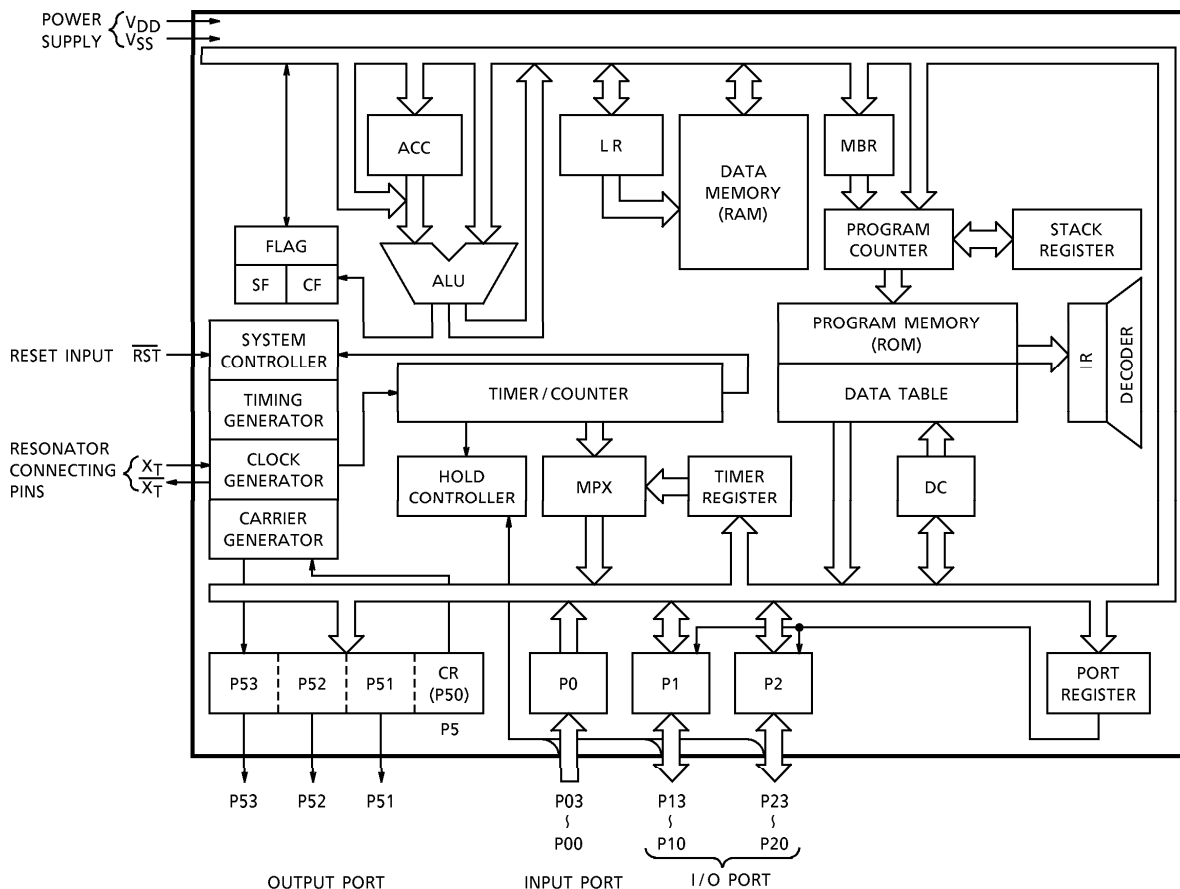 POWER SUPPLY
VDD
VSS
ACC
LR
DATA MEMORY (RAM)
MBR
FLAG
SF
CF
ALU
PROGRAM COUNTER
STACK REGISTER
RESET INPUT
RST
SYSTEM CONTROLLER
TIMING GENERATOR
CLOCK GENERATOR
CARRIER GENERATOR
PROGRAM MEMORY (ROM)
DATA TABLE
IR
DECODER
TIMER / COUNTER
RESONATOR CONNECTING PINS
XT
XT
HOLD CONTROLLER
MPX
TIMER REGISTER
DC
P53
P52
P51
CR (P50)
P5
P0
P1
P2
PORT REGISTER
P53
P52
P51
P03
~
P00
P13
~
P10
P23
~
P20
OUTPUT PORT
INPUT PORT
I/O PORT